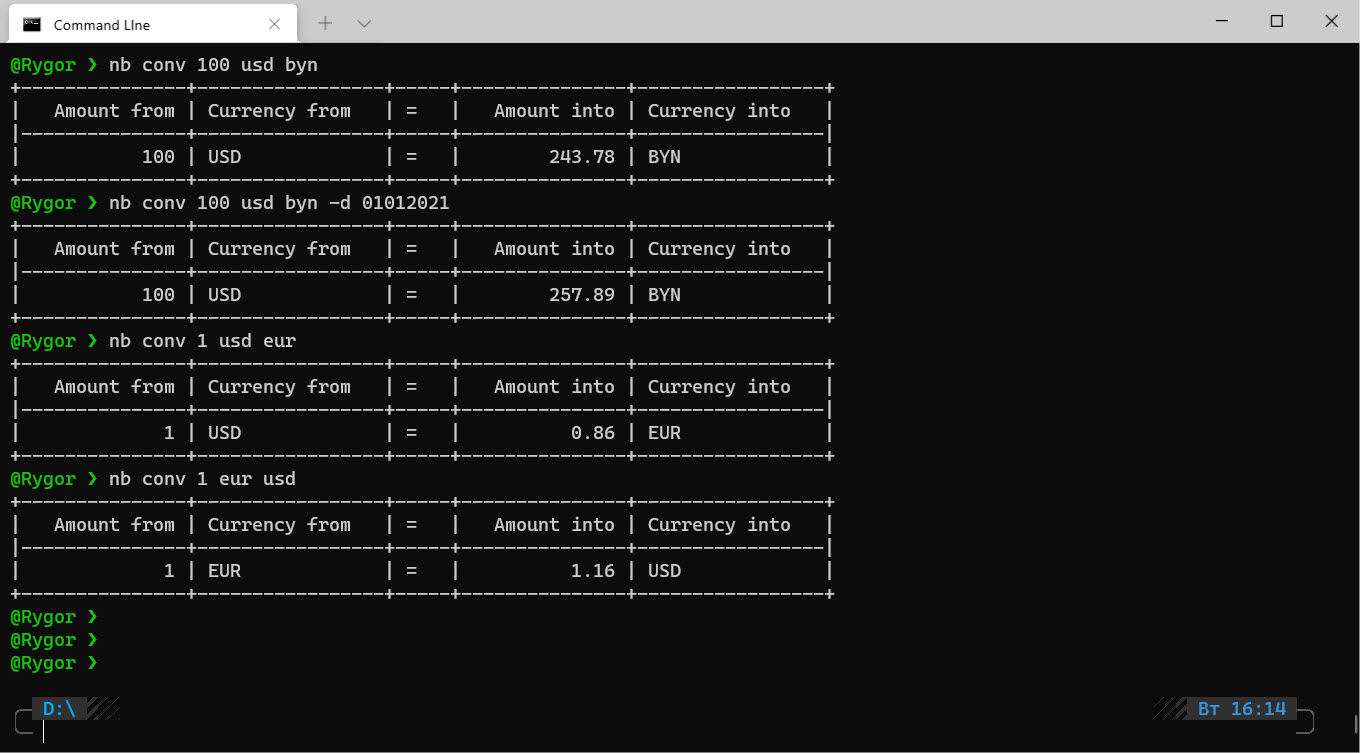 Command LIne
@Rygor ❯ nb conv 100 usd byn
+---------------+-----------------+-----+---------------+-----------------+
|   Amount from | Currency from   | =   |   Amount into | Currency into   |
|---------------+-----------------+-----+---------------+-----------------|
|           100 | USD             | =   |        243.78 | BYN             |
+---------------+-----------------+-----+---------------+-----------------+
@Rygor ❯ nb conv 100 usd byn -d 01012021
+---------------+-----------------+-----+---------------+-----------------+
|   Amount from | Currency from   | =   |   Amount into | Currency into   |
|---------------+-----------------+-----+---------------+-----------------|
|           100 | USD             | =   |        257.89 | BYN             |
+---------------+-----------------+-----+---------------+-----------------+
@Rygor ❯ nb conv 1 usd eur
+---------------+-----------------+-----+---------------+-----------------+
|   Amount from | Currency from   | =   |   Amount into | Currency into   |
|---------------+-----------------+-----+---------------+-----------------|
|             1 | USD             | =   |          0.86 | EUR             |
+---------------+-----------------+-----+---------------+-----------------+
@Rygor ❯ nb conv 1 eur usd
+---------------+-----------------+-----+---------------+-----------------+
|   Amount from | Currency from   | =   |   Amount into | Currency into   |
|---------------+-----------------+-----+---------------+-----------------|
|             1 | EUR             | =   |          1.16 | USD             |
+---------------+-----------------+-----+---------------+-----------------+
@Rygor ❯
@Rygor ❯
@Rygor ❯
D:\ Вт 16:14